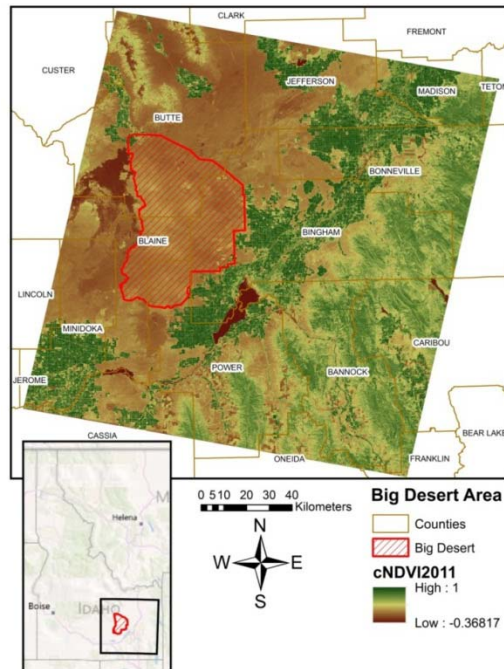 CLARK
FREMONT
CUSTER
JEFFERSON
MADISON
TETON
BUTTE
BONNEVILLE
BINGHAM
BLAINE
LINCOLN
MINIDOKA
CARIBOU
JEROME
POWER
BANNOCK
BEAR LAKE
CASSIA
ONEIDA
FRANKLIN
0 5 10 20 30 40
Kilometers
N
W E
S
Big Desert Area
Counties
Big Desert
cNDVI2011
High : 1
Low : -0.36817
M
Helena
Boise
IDAHO